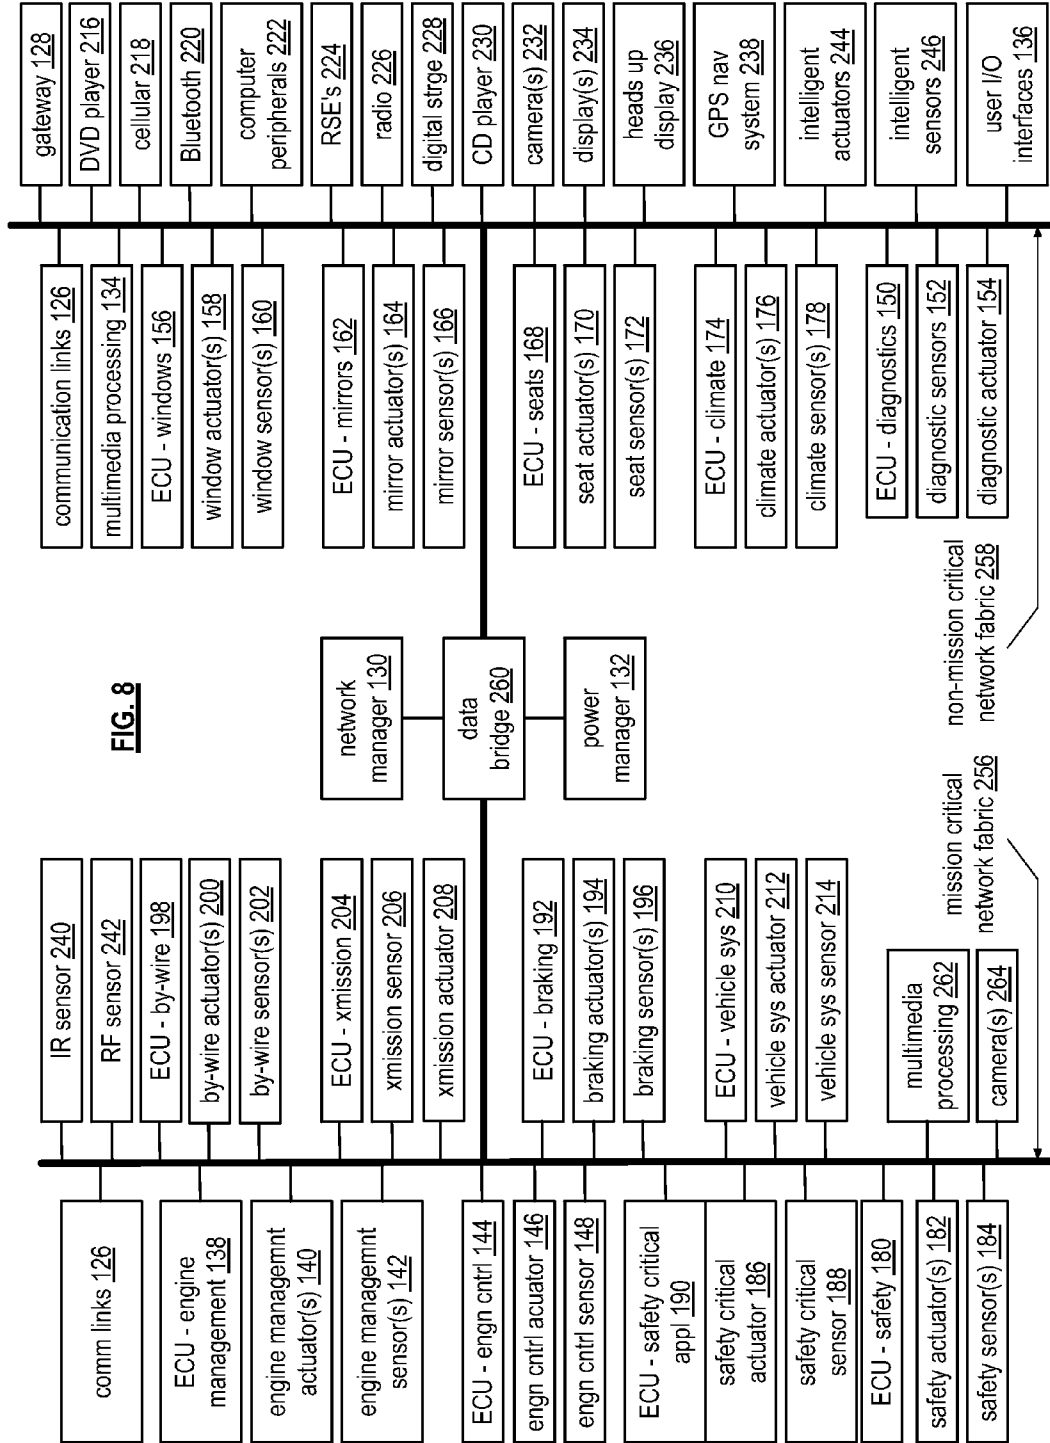 FIG. 8
comm links 126
ECU - engine
management 138
engine managemnt
actuator(s) 140
engine managemnt
sensor(s) 142
ECU - engn cntrl 144
engn cntrl acuator 146
engn cntrl sensor 148
ECU - safety critical
appl 190
safety critical
actuator 186
safety critical
sensor 188
ECU - safety 180
safety actuator(s) 182
safety sensor(s) 184
IR sensor 240
RF sensor 242
ECU - by-wire 198
by-wire actuator(s) 200
by-wire sensor(s) 202
ECU - xmission 204
xmission sensor 206
xmission actuator 208
ECU - braking 192
braking actuator(s) 194
braking sensor(s) 196
ECU - vehicle sys 210
vehicle sys actuator 212
vehicle sys sensor 214
multimedia
processing 262
camera(s) 264
mission critical
network fabric 256
network
manager 130
data
bridge 260
power
manager 132
non-mission critical
network fabric 258
communication links 126
multimedia processing 134
ECU - windows 156
window actuator(s) 158
window sensor(s) 160
ECU - mirrors 162
mirror actuator(s) 164
mirror sensor(s) 166
ECU - seats 168
seat actuator(s) 170
seat sensor(s) 172
ECU - climate 174
climate actuator(s) 176
climate sensor(s) 178
ECU - diagnostics 150
diagnostic sensors 152
diagnostic actuator 154
gateway 128
DVD player 216
cellular 218
Bluetooth 220
computer
peripherals 222
RSE's 224
radio 226
digital strge 228
CD player 230
camera(s) 232
display(s) 234
heads up
display 236
GPS nav
system 238
intelligent
actuators 244
intelligent
sensors 246
user I/O
interfaces 136